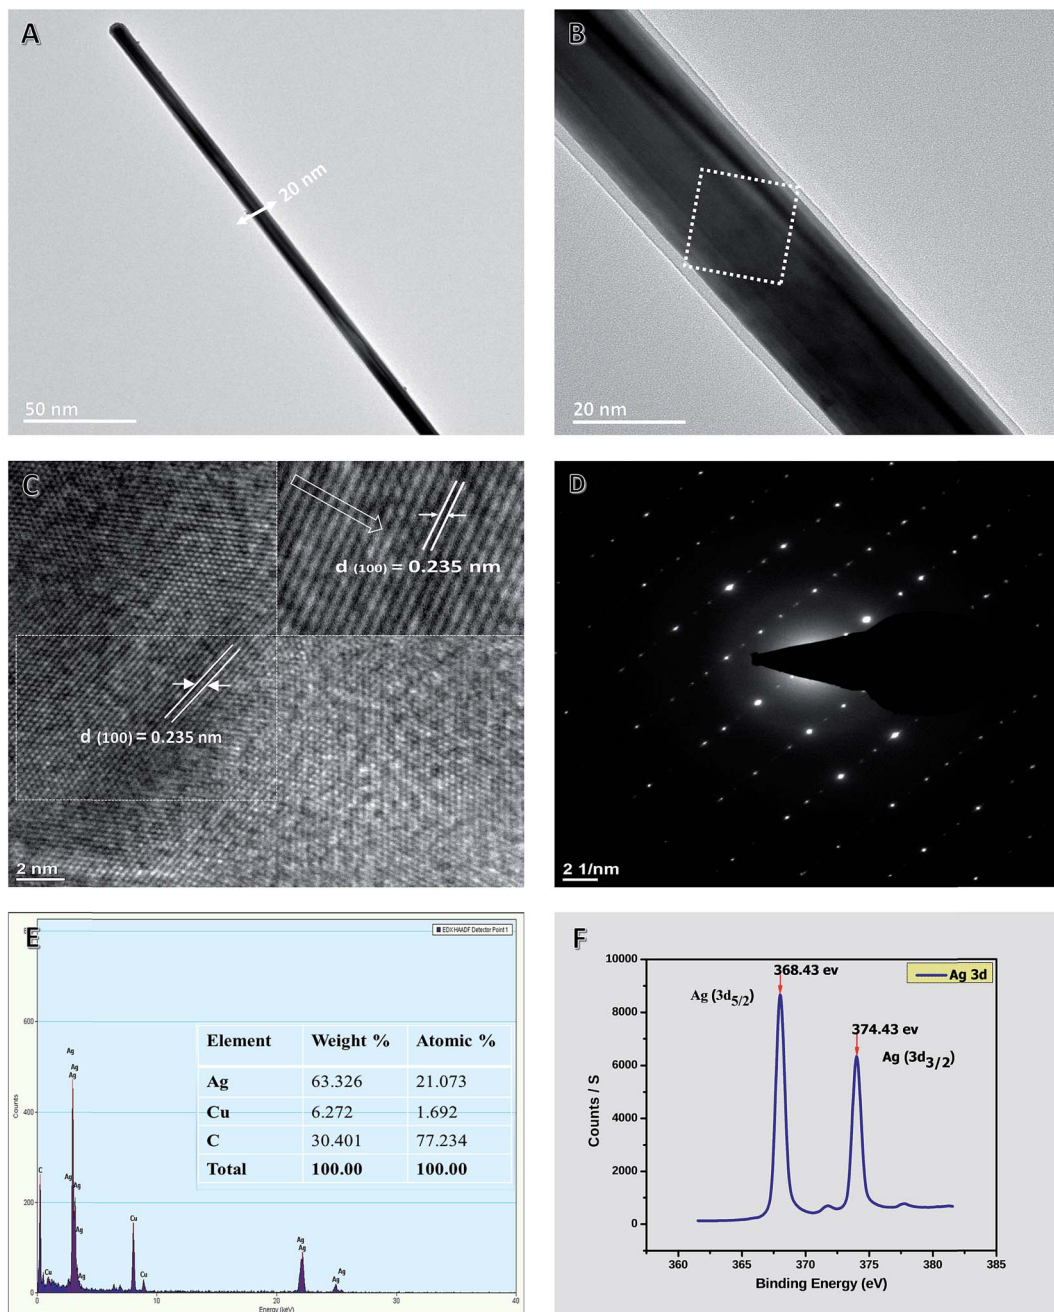 A
20 nm
50 nm
B
20 nm
C
d (100) = 0.235 nm
d (100) = 0.235 nm
2 nm
D
2 1/nm
E
EDX HAADF Detector Point 1
800
600
400
200
0
Counts
Ag
Ag
Ag
C
Ag
Ag
Ag
Cu
Ag
Cu
Cu
Ag
Ag
Ag
Ag
Element Weight % Atomic %
Ag 63.326 21.073
Cu 6.272 1.692
C 30.401 77.234
Total 100.00 100.00
0 10 20 30 40
Energy (keV)
F
Ag 3d
368.43 ev
Ag (3d5/2)
374.43 ev
Ag (3d3/2)
10000
8000
6000
4000
2000
0
Counts / S
360 365 370 375 380 385
Binding Energy (eV)